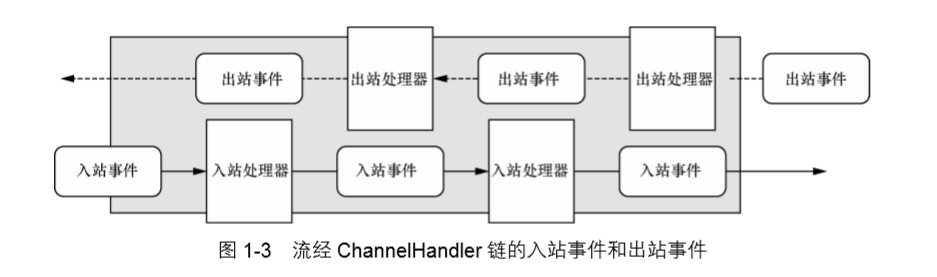 出站事件 出站处理器 出站事件 出站处理器 出站事件
入站事件 入站处理器 入站事件 入站处理器 入站事件
图 1-3 流经 ChannelHandler 链的入站事件和出站事件